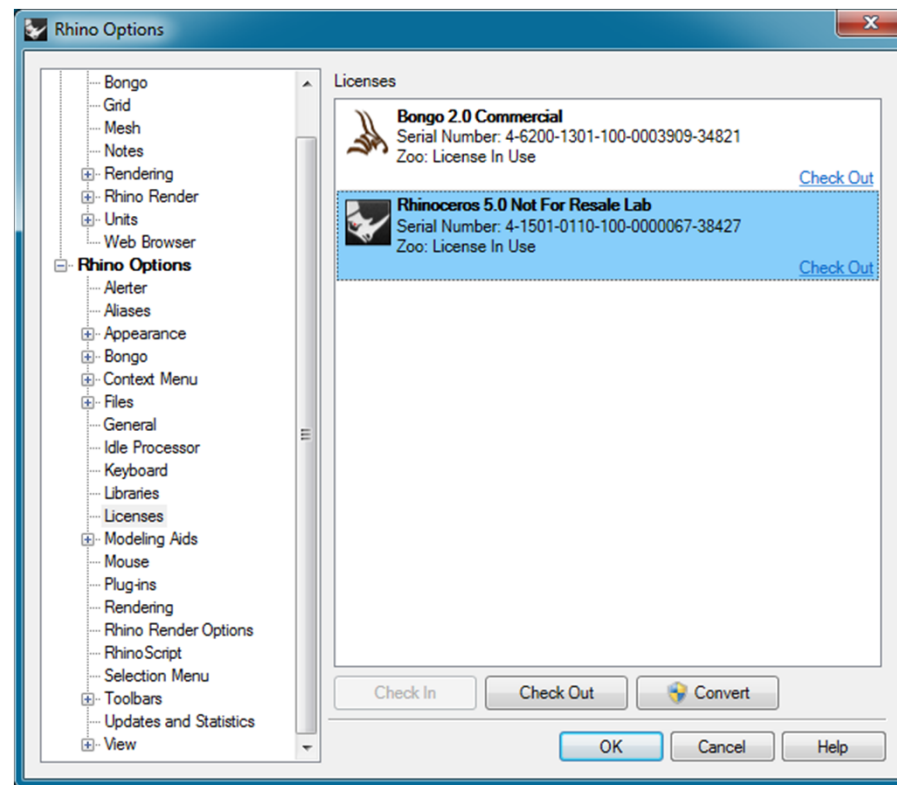 Rhino Options
Bongo
Grid
Mesh
Notes
Rendering
Rhino Render
Units
Web Browser
Rhino Options
Alerter
Aliases
Appearance
Bongo
Context Menu
Files
General
Idle Processor
Keyboard
Libraries
Licenses
Modeling Aids
Mouse
Plug-ins
Rendering
Rhino Render Options
RhinoScript
Selection Menu
Toolbars
Updates and Statistics
View
Licenses
Bongo 2.0 Commercial
Serial Number: 4-6200-1301-100-0003909-34821
Zoo: License In Use
Check Out
Rhinoceros 5.0 Not For Resale Lab
Serial Number: 4-1501-0110-100-0000067-38427
Zoo: License In Use
Check Out
Check In Check Out Convert
OK Cancel Help